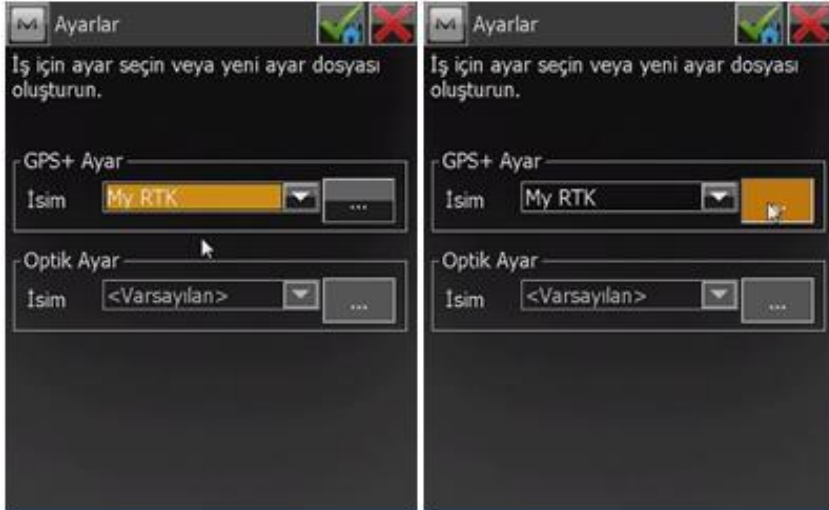 Ayarlar
İş için ayar seçin veya yeni ayar dosyası
oluşturun.
GPS+ Ayar
İsim My RTK ...
Optik Ayar
İsim <Varsayılan> ...
Ayarlar
İş için ayar seçin veya yeni ayar dosyası
oluşturun.
GPS+ Ayar
İsim My RTK ...
Optik Ayar
İsim <Varsayılan> ...